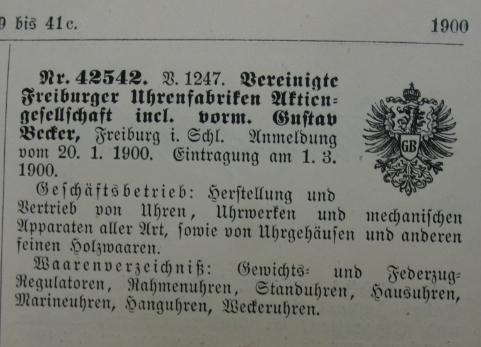 9 bis 41c.
1900
Nr. 42542. V. 1247. Vereinigte
Freiburger Uhrenfabriken Aktien-
gesellschaft incl. vorm. Gustav
Becker, Freiburg i. Schl. Anmeldung
vom 20. 1. 1900. Eintragung am 1. 3.
1900.
GB
Geschäftsbetrieb: Herstellung und
Vertrieb von Uhren, Uhrwerken und mechanischen
Apparaten aller Art, sowie von Uhrgehäusen und anderen
feinen Holzwaaren.
Waarenverzeichniß: Gewichts- und Federzug-
Regulatoren, Rahmenuhren, Standuhren, Hausuhren,
Marineuhren, Hanguhren, Weckeruhren.